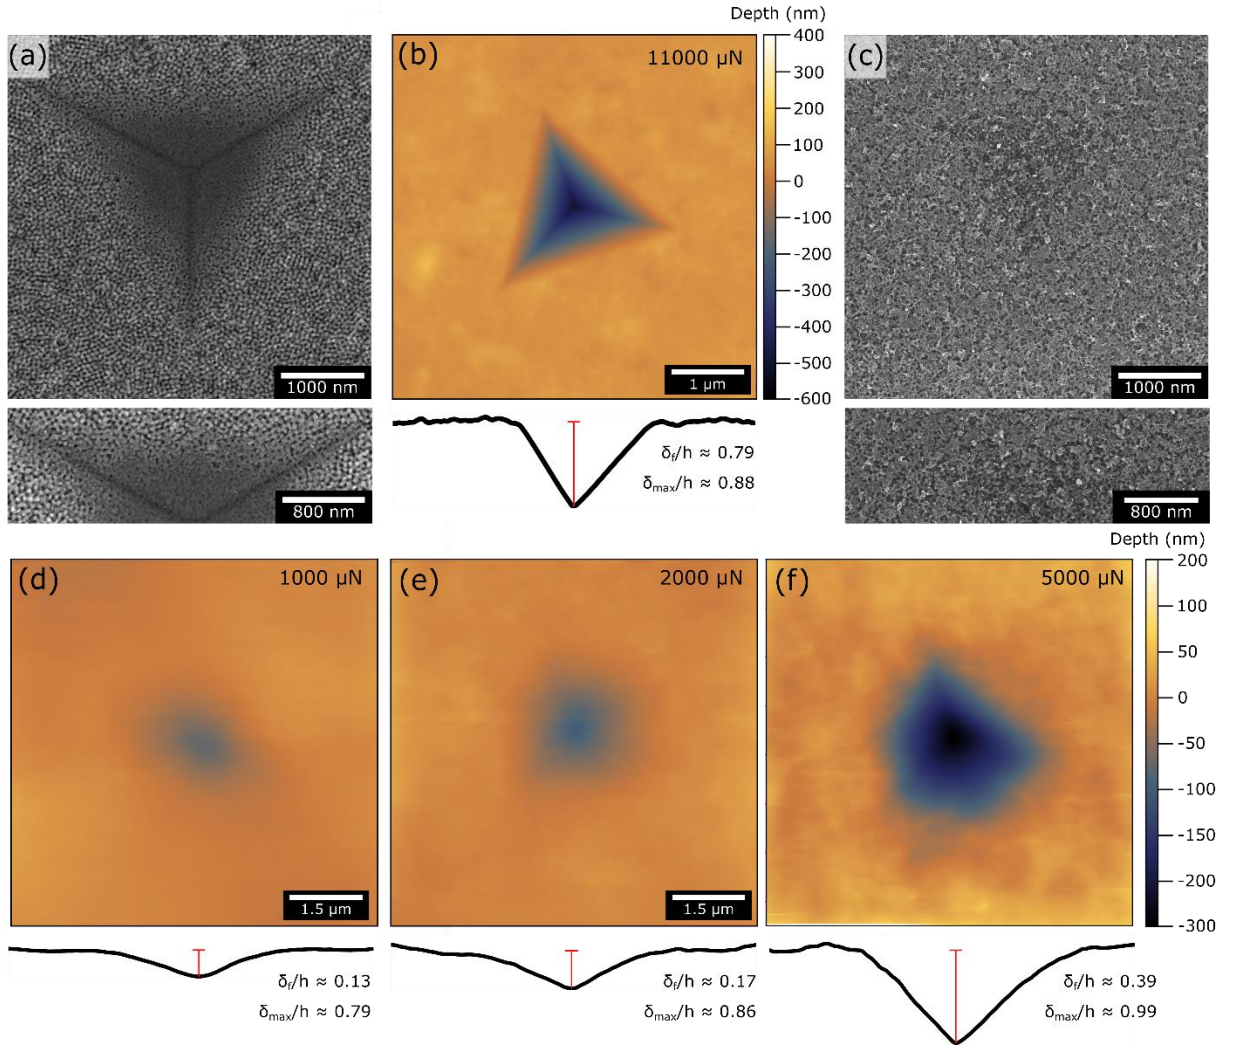 (a)
1000 nm
800 nm
(b)
11000 µN
1 µm
δf/h ≈ 0.79
δmax/h ≈ 0.88
Depth (nm)
400
300
200
100
0
-100
-200
-300
-400
-500
-600
(c)
1000 nm
800 nm
(d)
1000 µN
1.5 µm
δf/h ≈ 0.13
δmax/h ≈ 0.79
(e)
2000 µN
1.5 µm
δf/h ≈ 0.17
δmax/h ≈ 0.86
(f)
5000 µN
δf/h ≈ 0.39
δmax/h ≈ 0.99
Depth (nm)
200
100
50
0
-50
-100
-150
-200
-300